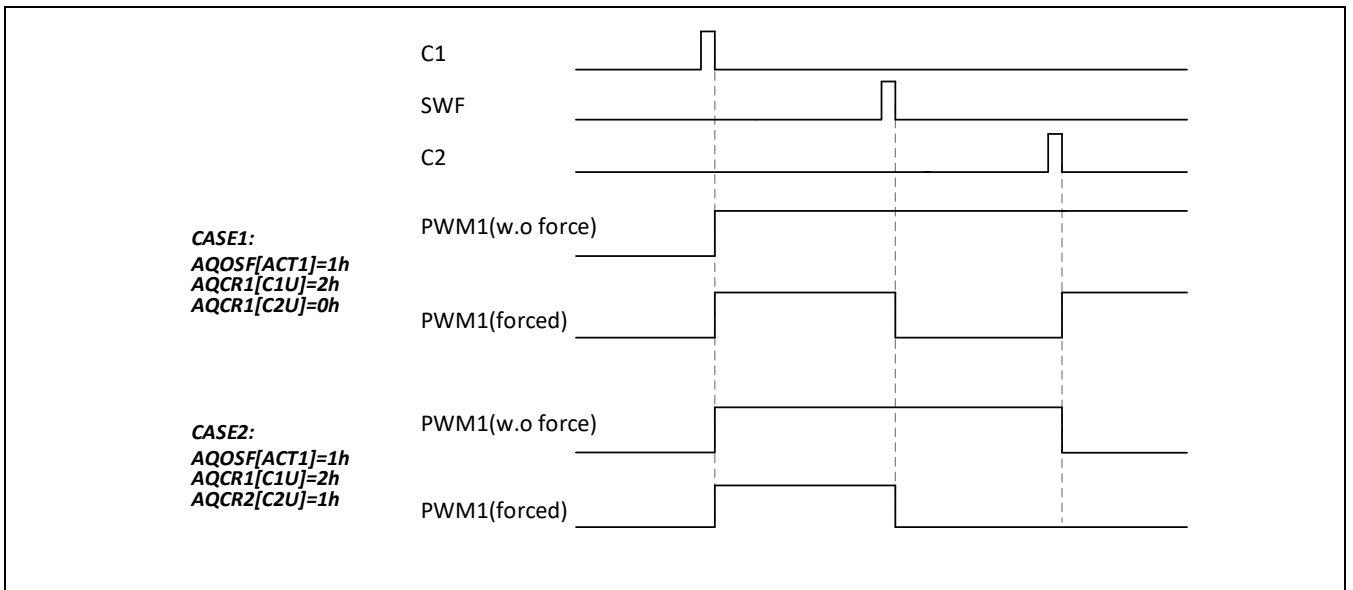 C1
SWF
C2
PWM1(w.o force)
CASE1:
AQOSF[ACT1]=1h
AQCR1[C1U]=2h
AQCR1[C2U]=0h
PWM1(forced)
PWM1(w.o force)
CASE2:
AQOSF[ACT1]=1h
AQCR1[C1U]=2h
AQCR2[C2U]=1h
PWM1(forced)